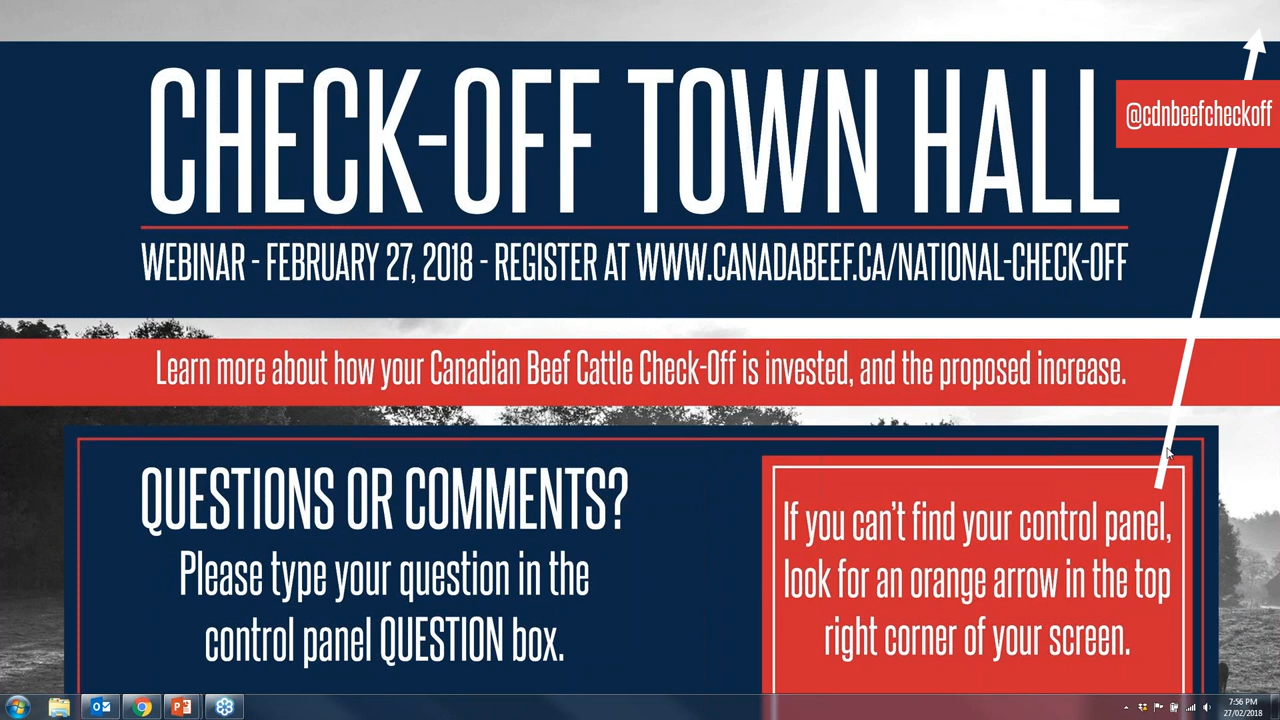 CHECK-OFF TOWN HALL
@cdnbeefcheckoff
WEBINAR - FEBRUARY 27, 2018 - REGISTER AT WWW.CANADABEEF.CA/NATIONAL-CHECK-OFF
Learn more about how your Canadian Beef Cattle Check-Off is invested, and the proposed increase.
QUESTIONS OR COMMENTS?
Please type your question in the
control panel QUESTION box.
If you can't find your control panel,
look for an orange arrow in the top
right corner of your screen.
7:56 PM
27/02/2018